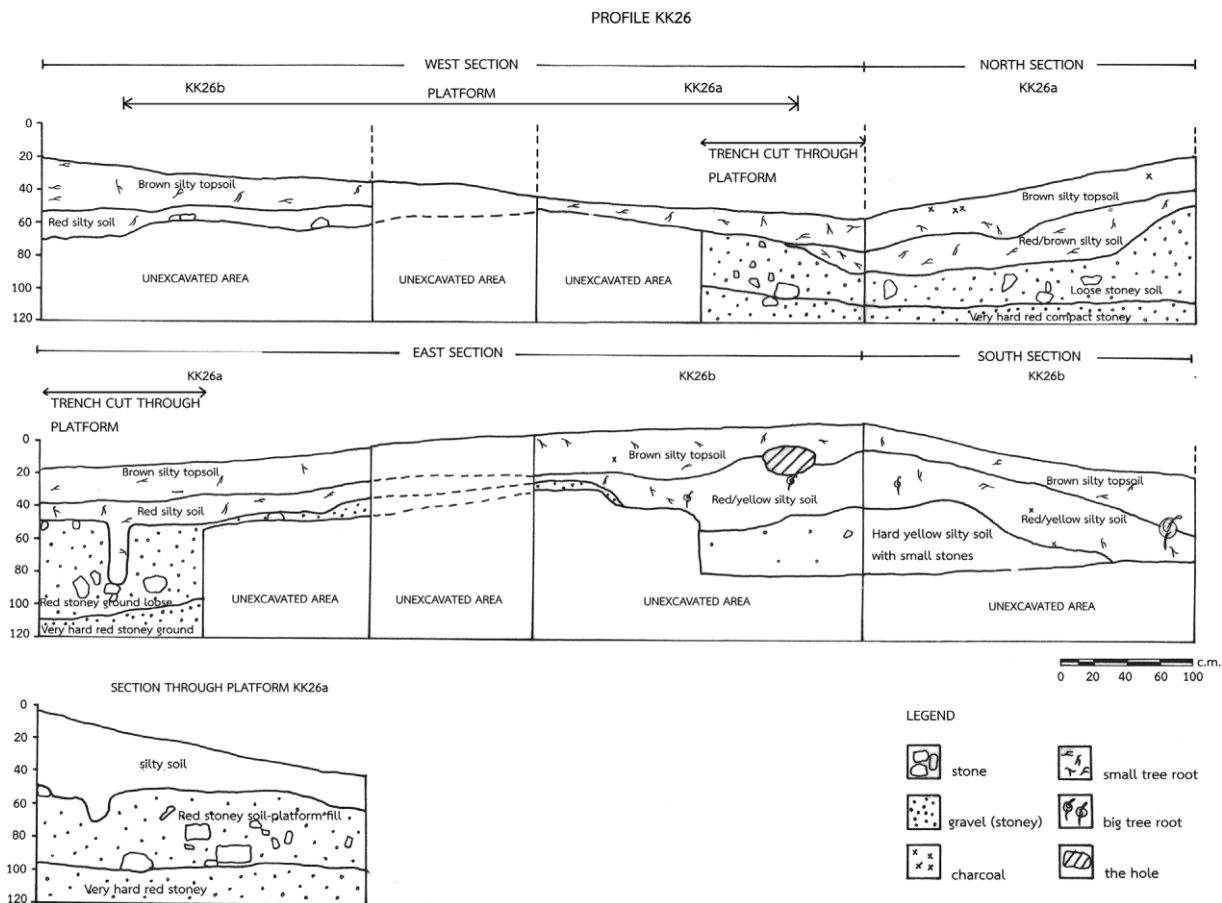 PROFILE KK26
WEST SECTION
NORTH SECTION
KK26b
PLATFORM
KK26a
KK26a
TRENCH CUT THROUGH
PLATFORM
0
20
40
60
80
100
120
Brown silty topsoil
Red silty soil
UNEXCAVATED AREA
UNEXCAVATED AREA
UNEXCAVATED AREA
Brown silty topsoil
Red/brown silty soil
Loose stoney soil
Very hard red compact stoney
EAST SECTION
SOUTH SECTION
KK26a
KK26b
KK26b
TRENCH CUT THROUGH
PLATFORM
0
20
40
60
80
100
120
Brown silty topsoil
Red silty soil
Red stoney ground loose
Very hard red stoney ground
UNEXCAVATED AREA
UNEXCAVATED AREA
Brown silty topsoil
Red/yellow silty soil
Hard yellow silty soil
with small stones
UNEXCAVATED AREA
Brown silty topsoil
Red/yellow silty soil
UNEXCAVATED AREA
c.m.
0 20 40 60 100
SECTION THROUGH PLATFORM KK26a
0
20
40
60
80
100
120
silty soil
Red stoney soil-platform fill
Very hard red stoney
LEGEND
stone
small tree root
gravel (stoney)
big tree root
charcoal
the hole